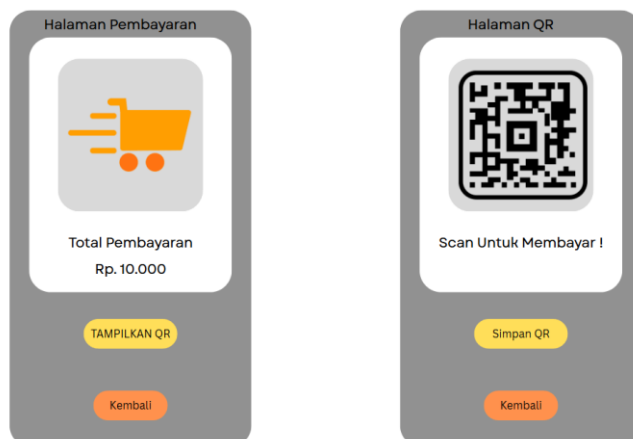 Halaman Pembayaran
Total Pembayaran
Rp. 10.000
TAMPILKAN QR
Kembali
Halaman QR
Scan Untuk Membayar !
Simpan QR
Kembali